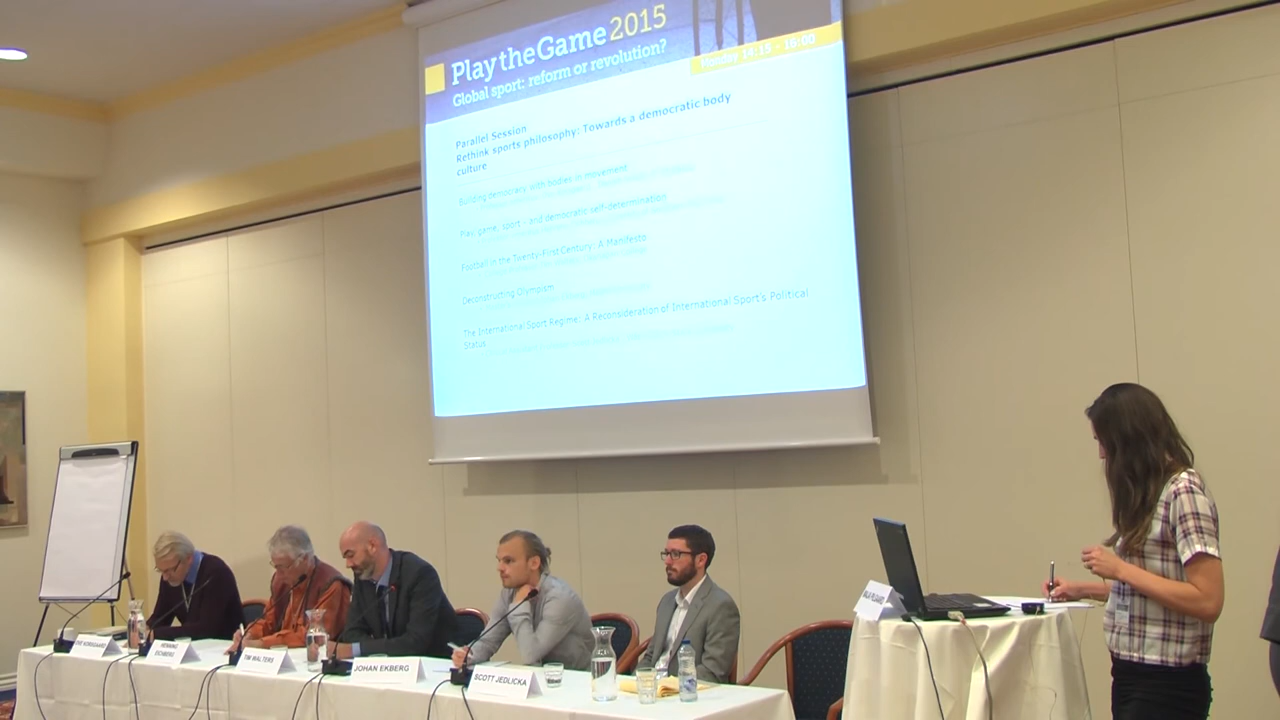 Play the Game 2015
Global sport: reform or revolution?
Monday 14:15 - 16:00
Parallel Session
Rethink sports philosophy: Towards a democratic body
culture
Building democracy with bodies in movement
Play, game, sport - and democratic self-determination
Football in the Twenty-First Century: A Manifesto
Deconstructing Olympism
The International Sport Regime: A Reconsideration of International Sport's Political
Status
HENNING
EICHBERG
TIM WALTERS
JOHAN EKBERG
SCOTT JEDLICKA